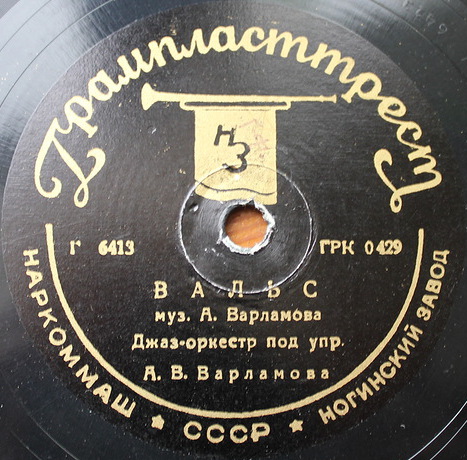 Грампласттрест
НЗ
Г 6413 ГРК 0429
ВАЛЬС
муз. А. Варламова
Джаз-оркестр под упр.
А. В. Варламова
НАРКОММАШ ★ СССР ★ НОГИНСКИЙ ЗАВОД